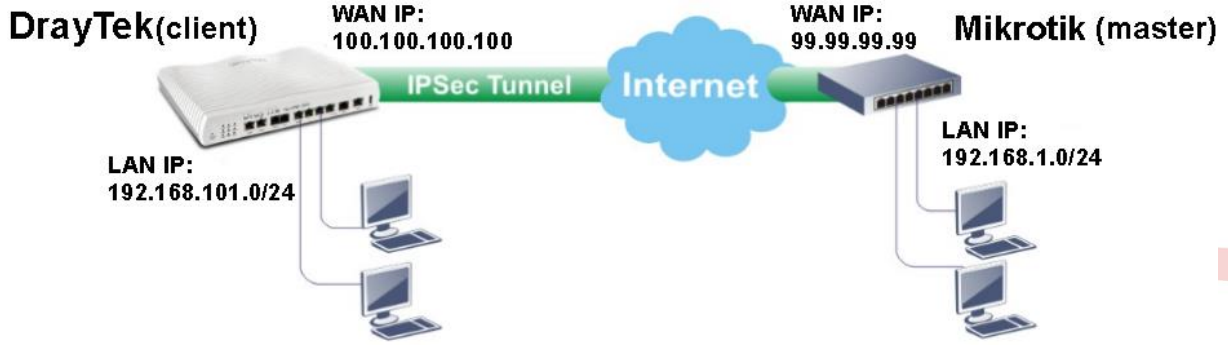 DrayTek(client)
WAN IP:
100.100.100.100
IPSec Tunnel
Internet
WAN IP:
99.99.99.99
Mikrotik (master)
LAN IP:
192.168.101.0/24
LAN IP:
192.168.1.0/24